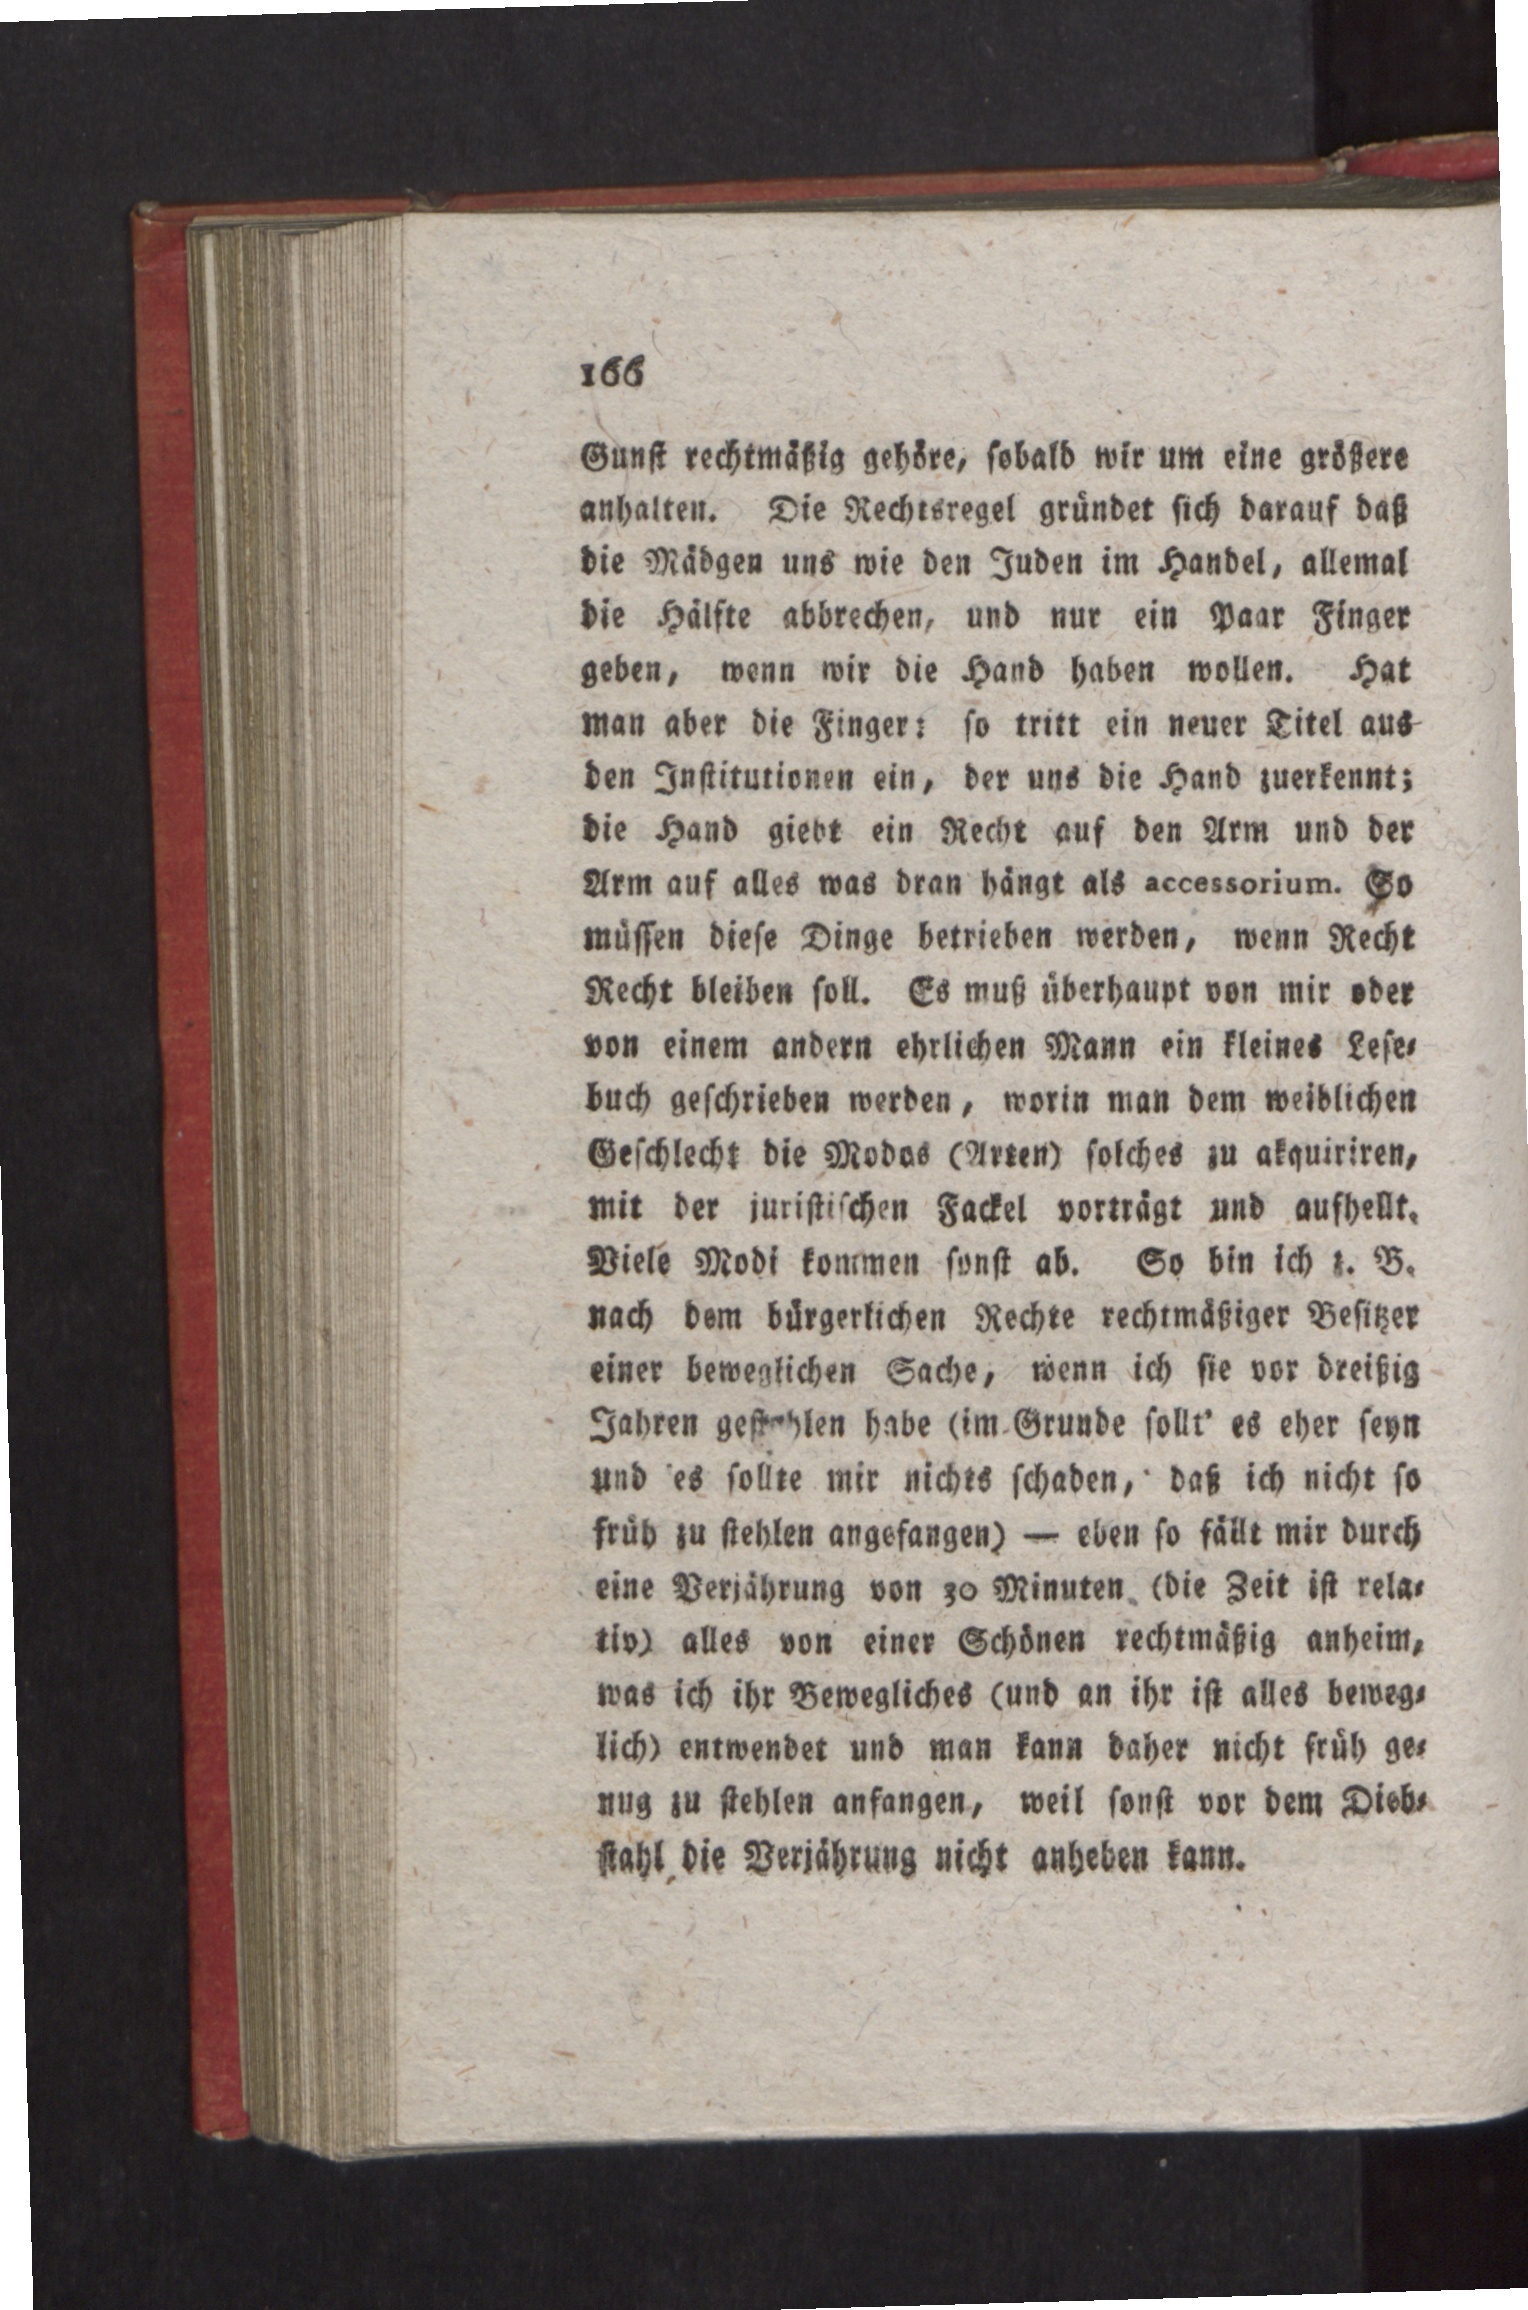 166
Gunst rechtmäßig gehöre, sobald wir um eine größere
anhalten. Die Rechtsregel gründet sich darauf daß
die Mädgen uns wie den Juden im Handel, allemal
die Hälfte abbrechen, und nur ein Paar Finger
geben, wenn wir die Hand haben wollen. Hat
man aber die Finger: so tritt ein neuer Titel aus
den Institutionen ein, der uns die Hand zuerkennt;
die Hand giebt ein Recht auf den Arm und der
Arm auf alles was dran hängt als accessorium. So
müssen diese Dinge betrieben werden, wenn Recht
Recht bleiben soll. Es muß überhaupt von mir oder
von einem andern ehrlichen Mann ein kleines Lese-
buch geschrieben werden, worin man dem weiblichen
Geschlecht die Modos (Arten) solches zu akquiriren,
mit der juristischen Fackel vorträgt und aufhellt.
Viele Modi kommen sonst ab. So bin ich z. B.
nach dem bürgerlichen Rechte rechtmäßiger Besitzer
einer beweglichen Sache, wenn ich sie vor dreißig
Jahren gestohlen habe (im Grunde sollt' es eher seyn
und es sollte mir nichts schaden, daß ich nicht so
früh zu stehlen angefangen) — eben so fällt mir durch
eine Verjährung von 30 Minuten (die Zeit ist rela-
tiv) alles von einer Schönen rechtmäßig anheim,
was ich ihr Bewegliches (und an ihr ist alles beweg-
lich) entwendet und man kann daher nicht früh ge-
nug zu stehlen anfangen, weil sonst vor dem Dieb-
stahl die Verjährung nicht anheben kann.